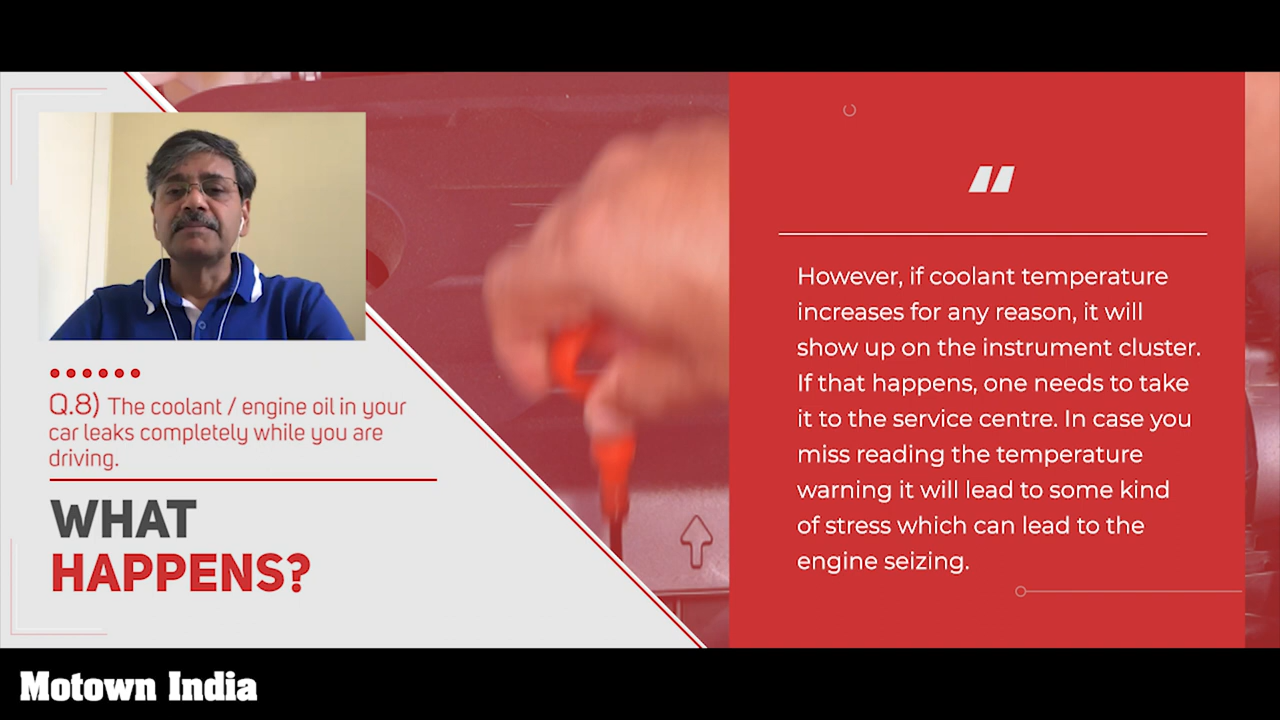 Q.8) The coolant / engine oil in your
car leaks completely while you are
driving.
WHAT
HAPPENS?
However, if coolant temperature
increases for any reason, it will
show up on the instrument cluster.
If that happens, one needs to take
it to the service centre. In case you
miss reading the temperature
warning it will lead to some kind
of stress which can lead to the
engine seizing.
Motown India